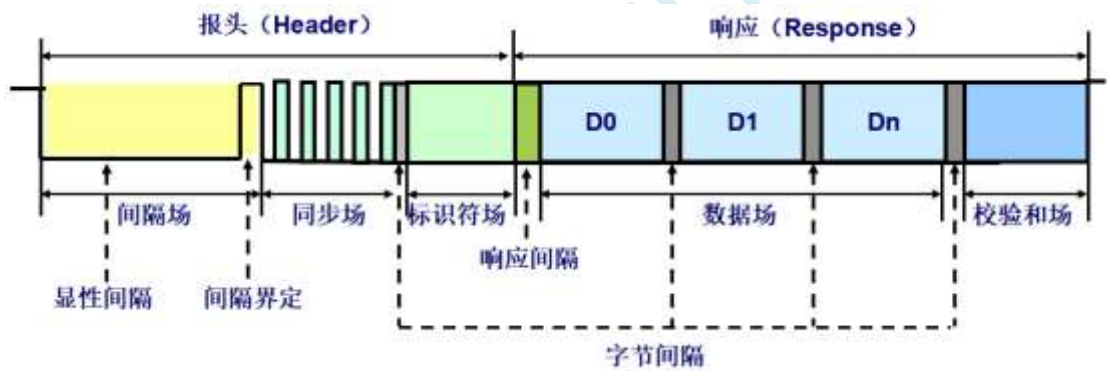 报头（Header）
响应（Response）
D0
D1
Dn
间隔场
同步场
标识符场
数据场
校验和场
响应间隔
显性间隔
间隔界定
字节间隔